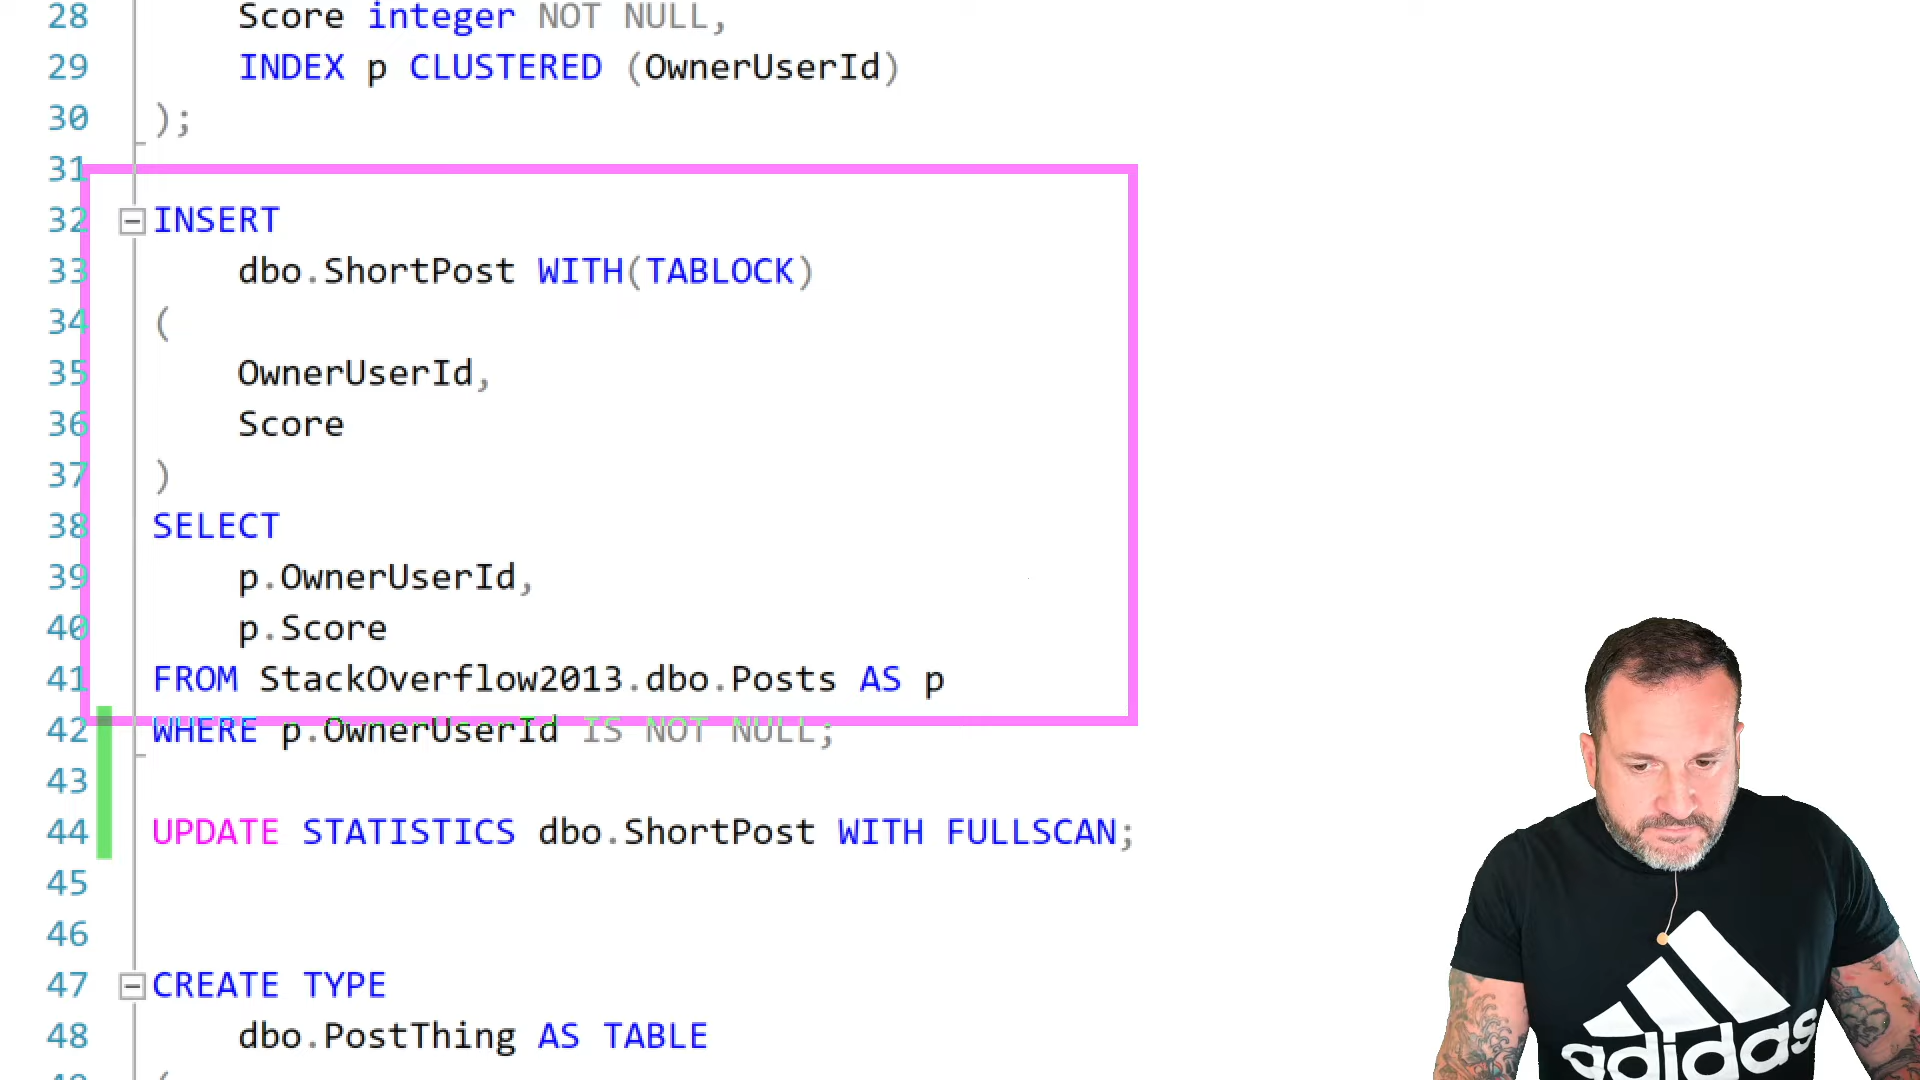 28 Score integer NOT NULL,
29 INDEX p CLUSTERED (OwnerUserId)
30 );
31
32 INSERT
33 dbo.ShortPost WITH(TABLOCK)
34 (
35 OwnerUserId,
36 Score
37 )
38 SELECT
39 p.OwnerUserId,
40 p.Score
41 FROM StackOverflow2013.dbo.Posts AS p
42 WHERE p.OwnerUserId IS NOT NULL;
43
44 UPDATE STATISTICS dbo.ShortPost WITH FULLSCAN;
45
46
47 CREATE TYPE
48 dbo.PostThing AS TABLE
adidas